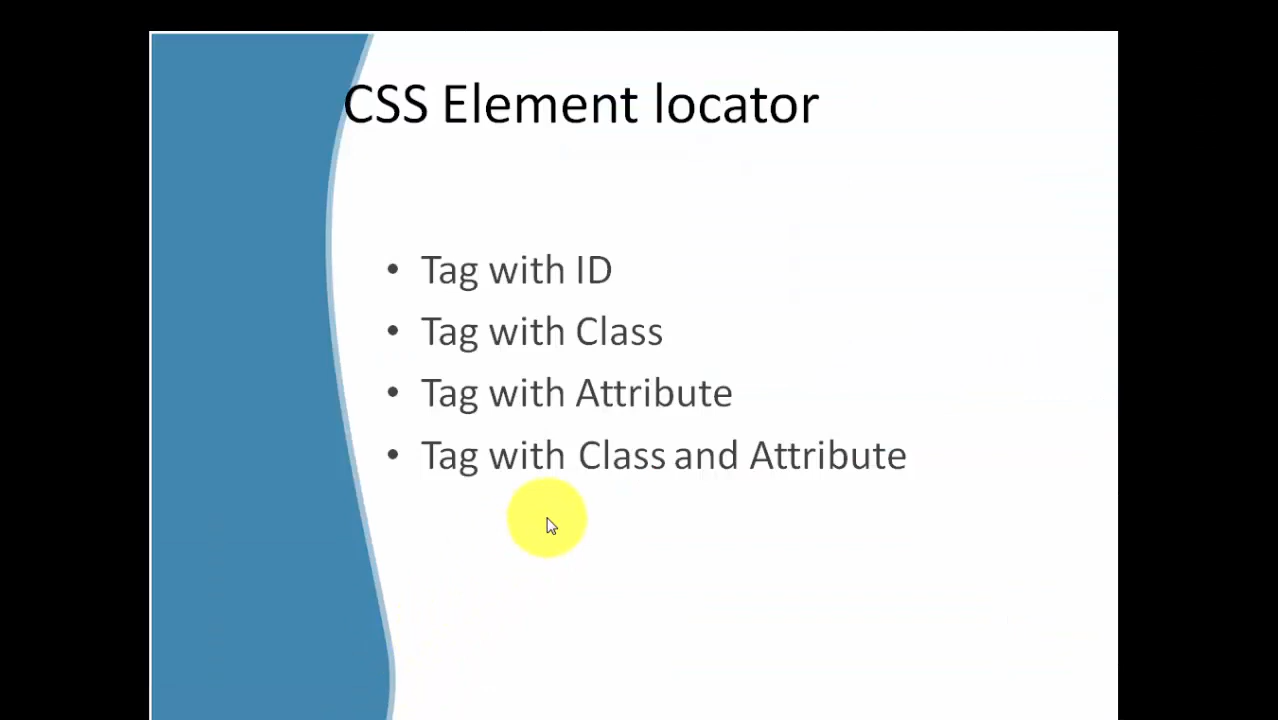 CSS Element locator
• Tag with ID
• Tag with Class
• Tag with Attribute
• Tag with Class and Attribute